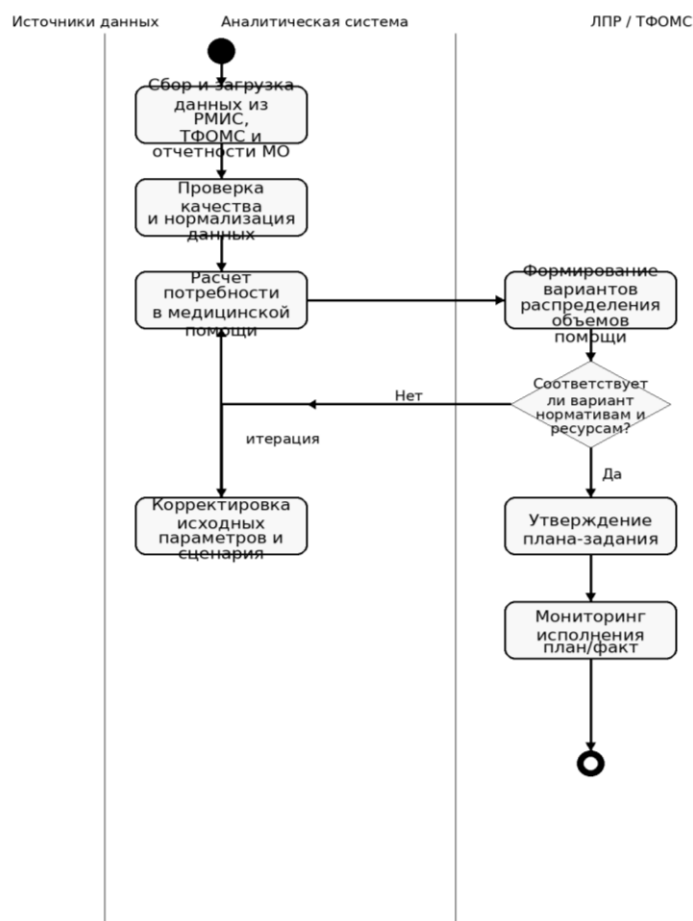 Источники данных
Аналитическая система
ЛПР / ТФОМС
Сбор и загрузка
данных из
РМИС,
ТФОМС и
отчетности МО
Проверка
качества
и нормализация
данных
Расчет
потребности
в медицинской
помощи
Формирование
вариантов
распределения
объемов
помощи
Соответствует
ли вариант
нормативам и
ресурсам?
Нет
итерация
Да
Корректировка
исходных
параметров и
сценария
Утверждение
плана-задания
Мониторинг
исполнения
план/факт